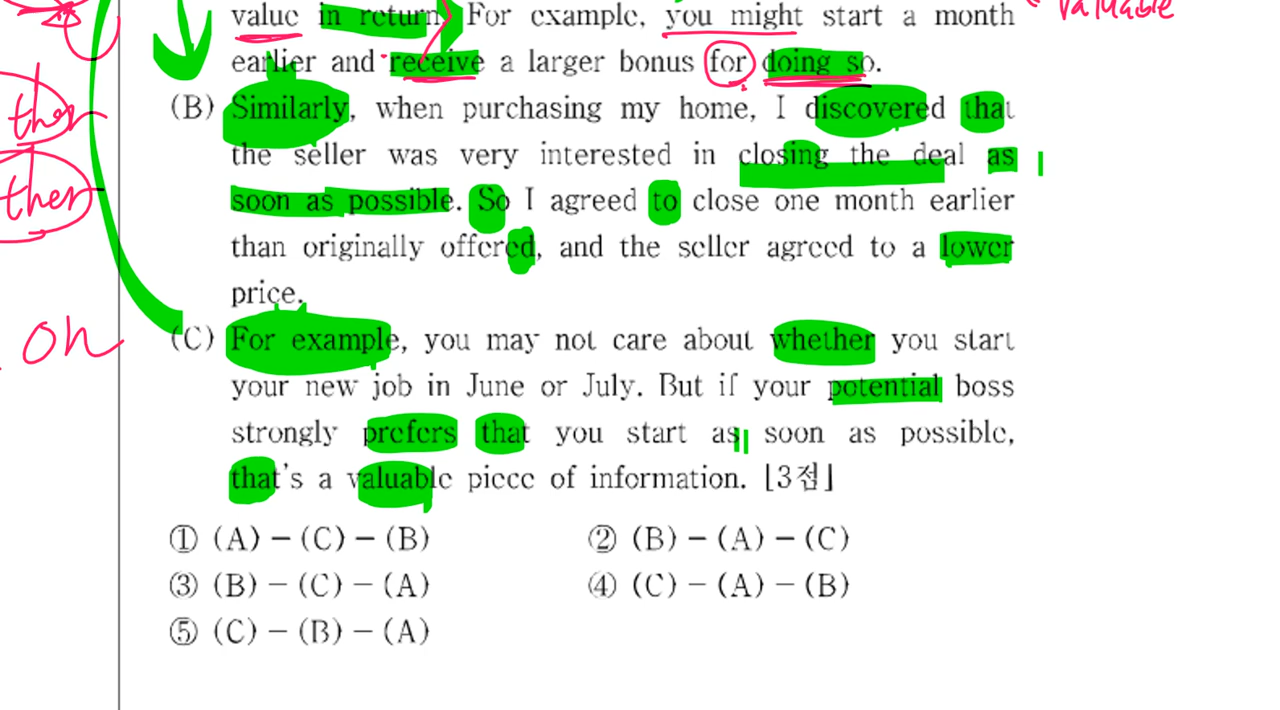 value in return. For example, you might start a month
valuable
earlier and receive a larger bonus for doing so.
(B) Similarly, when purchasing my home, I discovered that
ther
the seller was very interested in closing the deal as
ther
soon as possible. So I agreed to close one month earlier
than originally offered, and the seller agreed to a lower
price.
on
(C) For example, you may not care about whether you start
your new job in June or July. But if your potential boss
strongly prefers that you start as soon as possible,
that's a valuable piece of information. [3점]
① (A) – (C) – (B)
② (B) – (A) – (C)
③ (B) – (C) – (A)
④ (C) – (A) – (B)
⑤ (C) – (B) – (A)